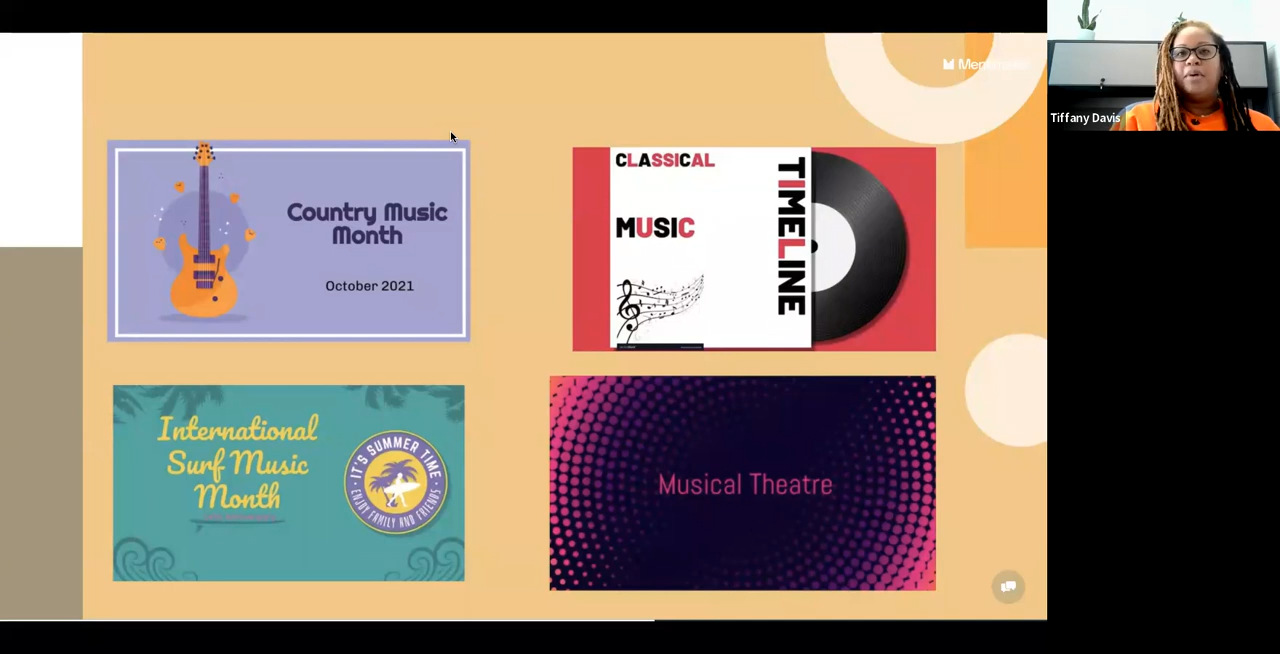 Tiffany Davis
Country Music
Month
October 2021
CLASSICAL
MUSIC
TIMELINE
International
Surf Music
Month
IT'S SUMMER TIME
ENJOY FAMILY AND FRIENDS
Musical Theatre